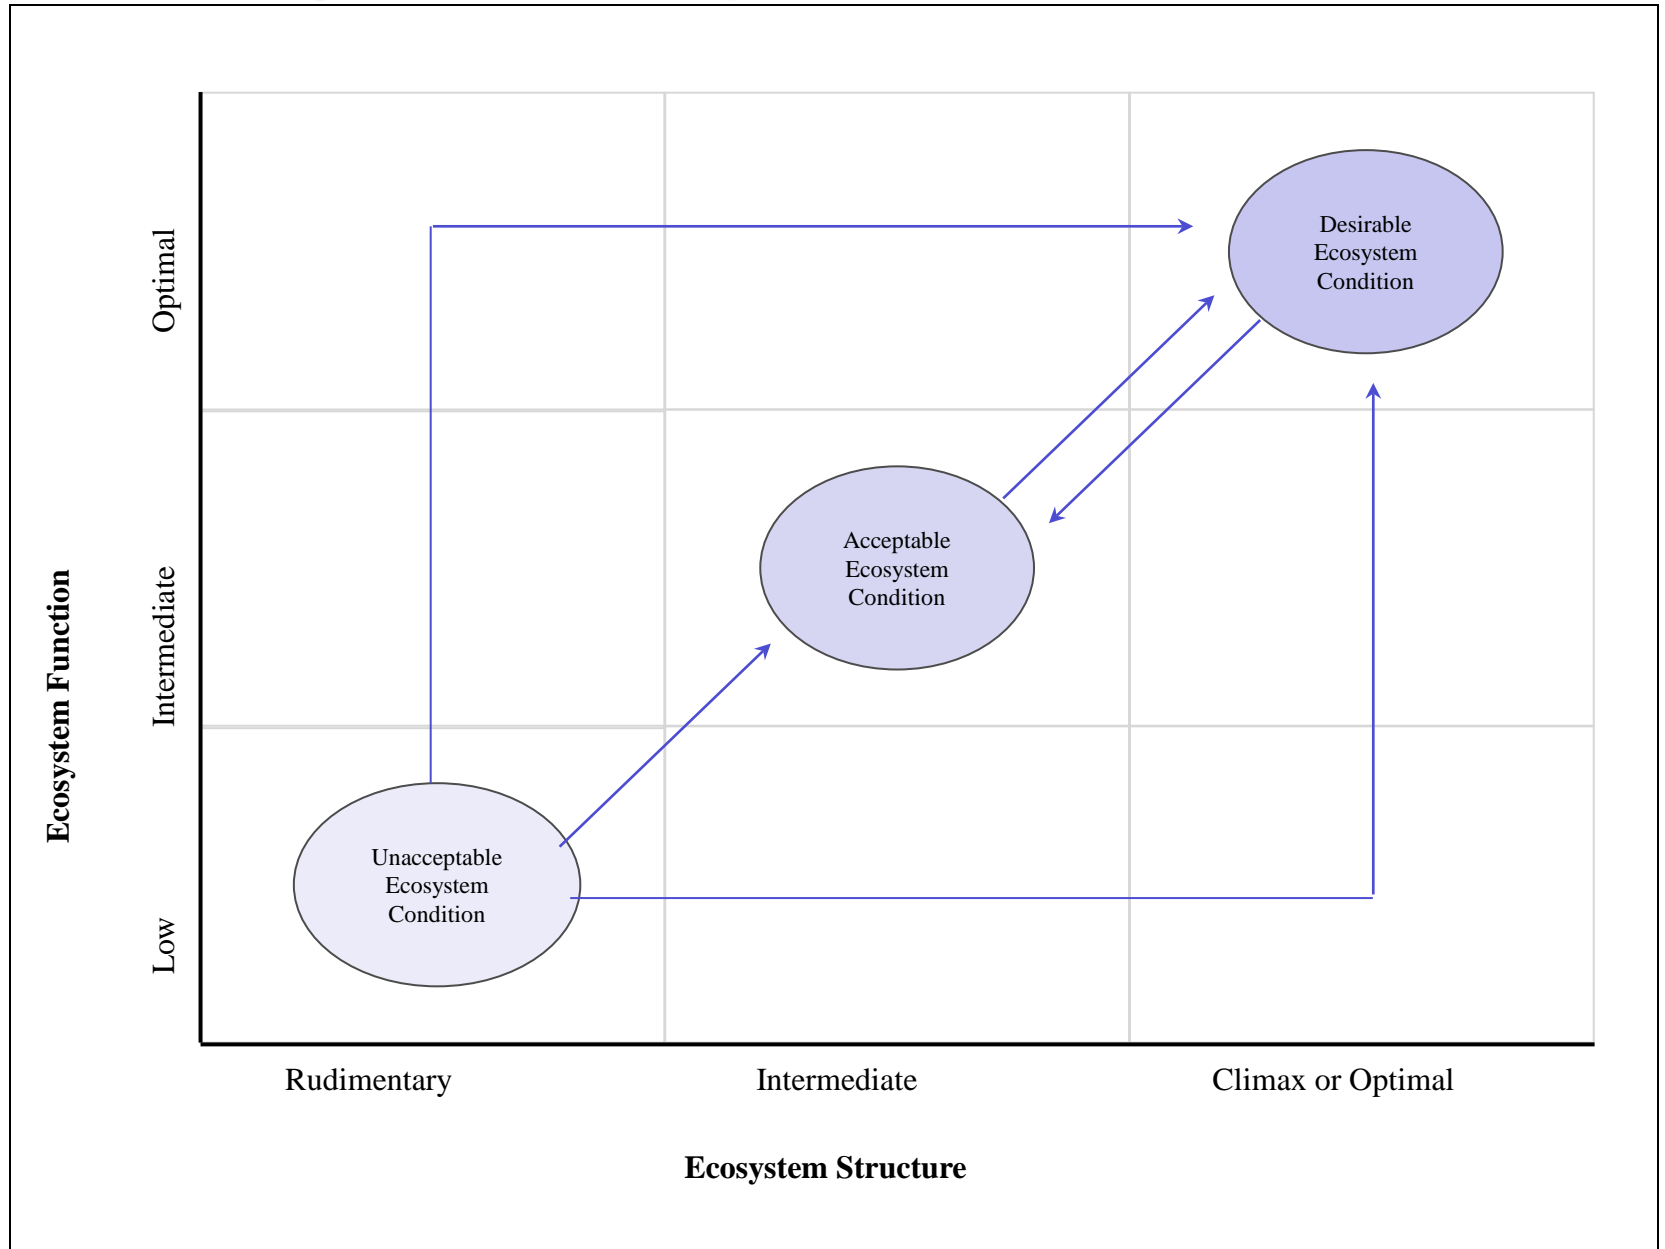 Optimal
Desirable
Ecosystem
Condition
Ecosystem Function
Intermediate
Acceptable
Ecosystem
Condition
Low
Unacceptable
Ecosystem
Condition
Rudimentary
Intermediate
Climax or Optimal
Ecosystem Structure